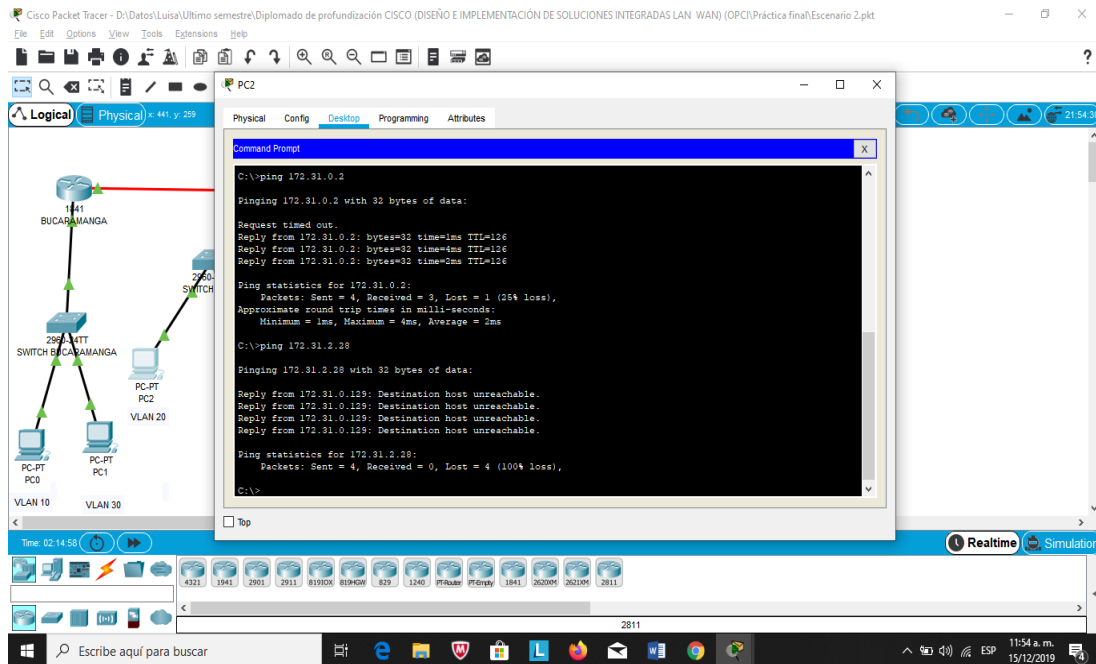 Cisco Packet Tracer - D:\Datos\Luisa\Ultimo semestre\Diplomado de profundización CISCO (DISEÑO E IMPLEMENTACIÓN DE SOLUCIONES INTEGRADAS LAN WAN) (OPCI\Práctica final\Escenario 2.pkt
File Edit Options View Tools Extensions Help
?
Logical Physical x: 441, y: 259
21:54:30
PC2
Physical Config Desktop Programming Attributes
Command Prompt X
C:\>ping 172.31.0.2
Pinging 172.31.0.2 with 32 bytes of data:
Request timed out.
Reply from 172.31.0.2: bytes=32 time=1ms TTL=126
Reply from 172.31.0.2: bytes=32 time=4ms TTL=126
Reply from 172.31.0.2: bytes=32 time=2ms TTL=126
Ping statistics for 172.31.0.2:
Packets: Sent = 4, Received = 3, Lost = 1 (25% loss),
Approximate round trip times in milli-seconds:
Minimum = 1ms, Maximum = 4ms, Average = 2ms
C:\>ping 172.31.2.28
Pinging 172.31.2.28 with 32 bytes of data:
Reply from 172.31.0.129: Destination host unreachable.
Reply from 172.31.0.129: Destination host unreachable.
Reply from 172.31.0.129: Destination host unreachable.
Reply from 172.31.0.129: Destination host unreachable.
Ping statistics for 172.31.2.28:
Packets: Sent = 4, Received = 0, Lost = 4 (100% loss),
C:\>
Top
1841
BUCARAMANGA
2960-
SWITCH
2960-24TT
SWITCH BUCARAMANGA
PC-PT
PC2
VLAN 20
PC-PT
PC0
VLAN 10
PC-PT
PC1
VLAN 30
Time: 02:14:58
Realtime Simulation
4321 1941 2901 2911 819IOX 819HGW 829 1240 PT-Router PT-Empty 1841 2620XM 2621XM 2811
2811
Escribe aquí para buscar
ESP
11:54 a. m.
15/12/2019
4